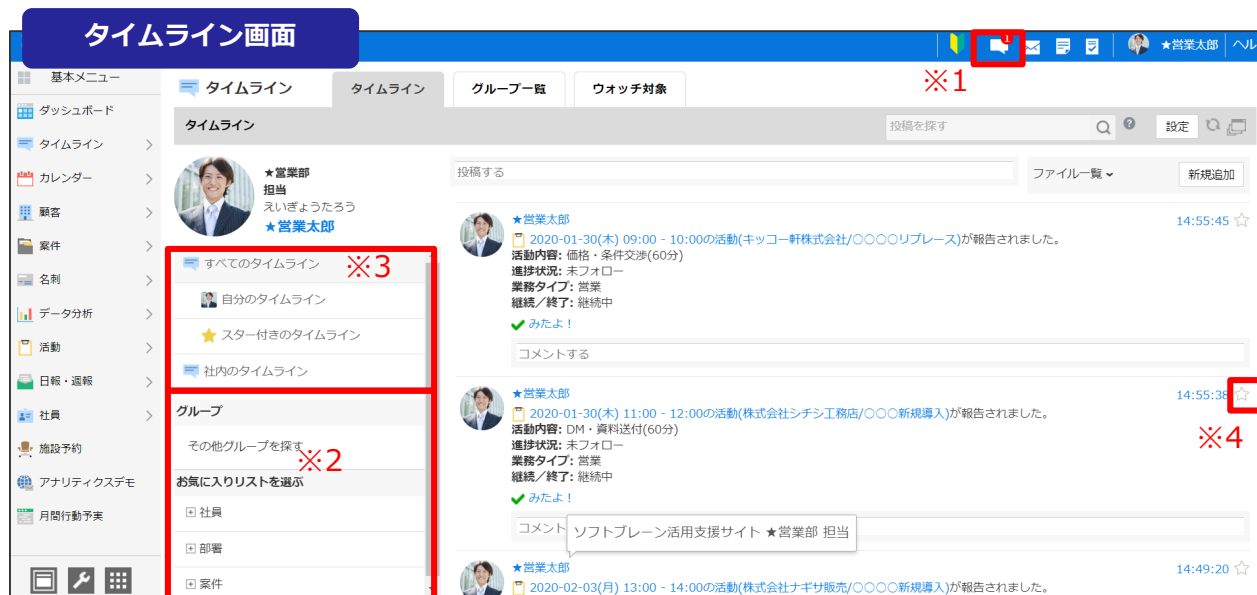 タイムライン画面
1
★営業太郎
ヘル
※1
基本メニュー
ダッシュボード
タイムライン
カレンダー
顧客
案件
名刺
データ分析
活動
日報・週報
社員
施設予約
アナリティクスデモ
月間行動予実
タイムライン
タイムライン
グループ一覧
ウォッチ対象
タイムライン
投稿を探す
設定
★営業部
担当
えいぎょうたろう
★営業太郎
すべてのタイムライン
※3
自分のタイムライン
スター付きのタイムライン
社内のタイムライン
グループ
その他グループを探す
※2
お気に入りリストを選ぶ
社員
部署
案件
投稿する
ファイル一覧
新規追加
★営業太郎
14:55:45
2020-01-30(木) 09:00 - 10:00の活動(キッコー軒株式会社/〇〇〇〇リプレース)が報告されました。
活動内容: 価格・条件交渉(60分)
進捗状況: 未フォロー
業務タイプ: 営業
継続／終了: 継続中
みたよ！
コメントする
★営業太郎
14:55:38
2020-01-30(木) 11:00 - 12:00の活動(株式会社シチシ工務店/〇〇〇新規導入)が報告されました。
活動内容: DM・資料送付(60分)
進捗状況: 未フォロー
業務タイプ: 営業
継続／終了: 継続中
※4
みたよ！
コメント
ソフトブレーン活用支援サイト ★営業部 担当
★営業太郎
14:49:20
2020-02-03(月) 13:00 - 14:00の活動(株式会社ナギサ販売/〇〇〇〇新規導入)が報告されました。